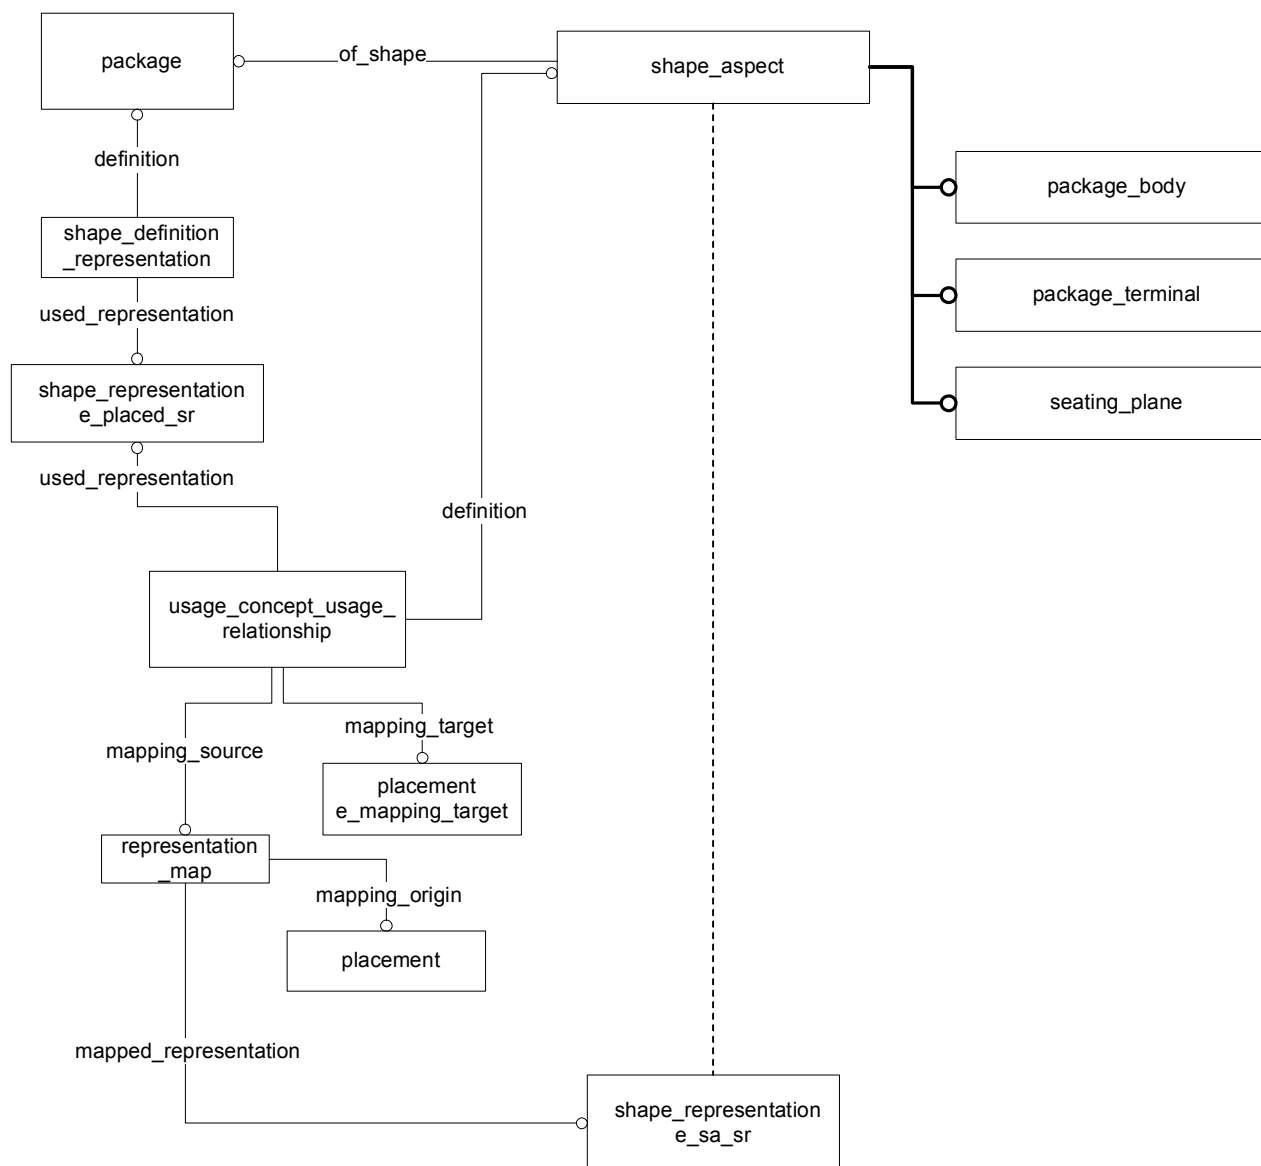 package
of_shape
shape_aspect
definition
package_body
shape_definition
_representation
package_terminal
used_representation
shape_representation
e_placed_sr
seating_plane
used_representation
definition
usage_concept_usage_
relationship
mapping_target
mapping_source
placement
e_mapping_target
representation
_map
mapping_origin
placement
mapped_representation
shape_representation
e_sa_sr